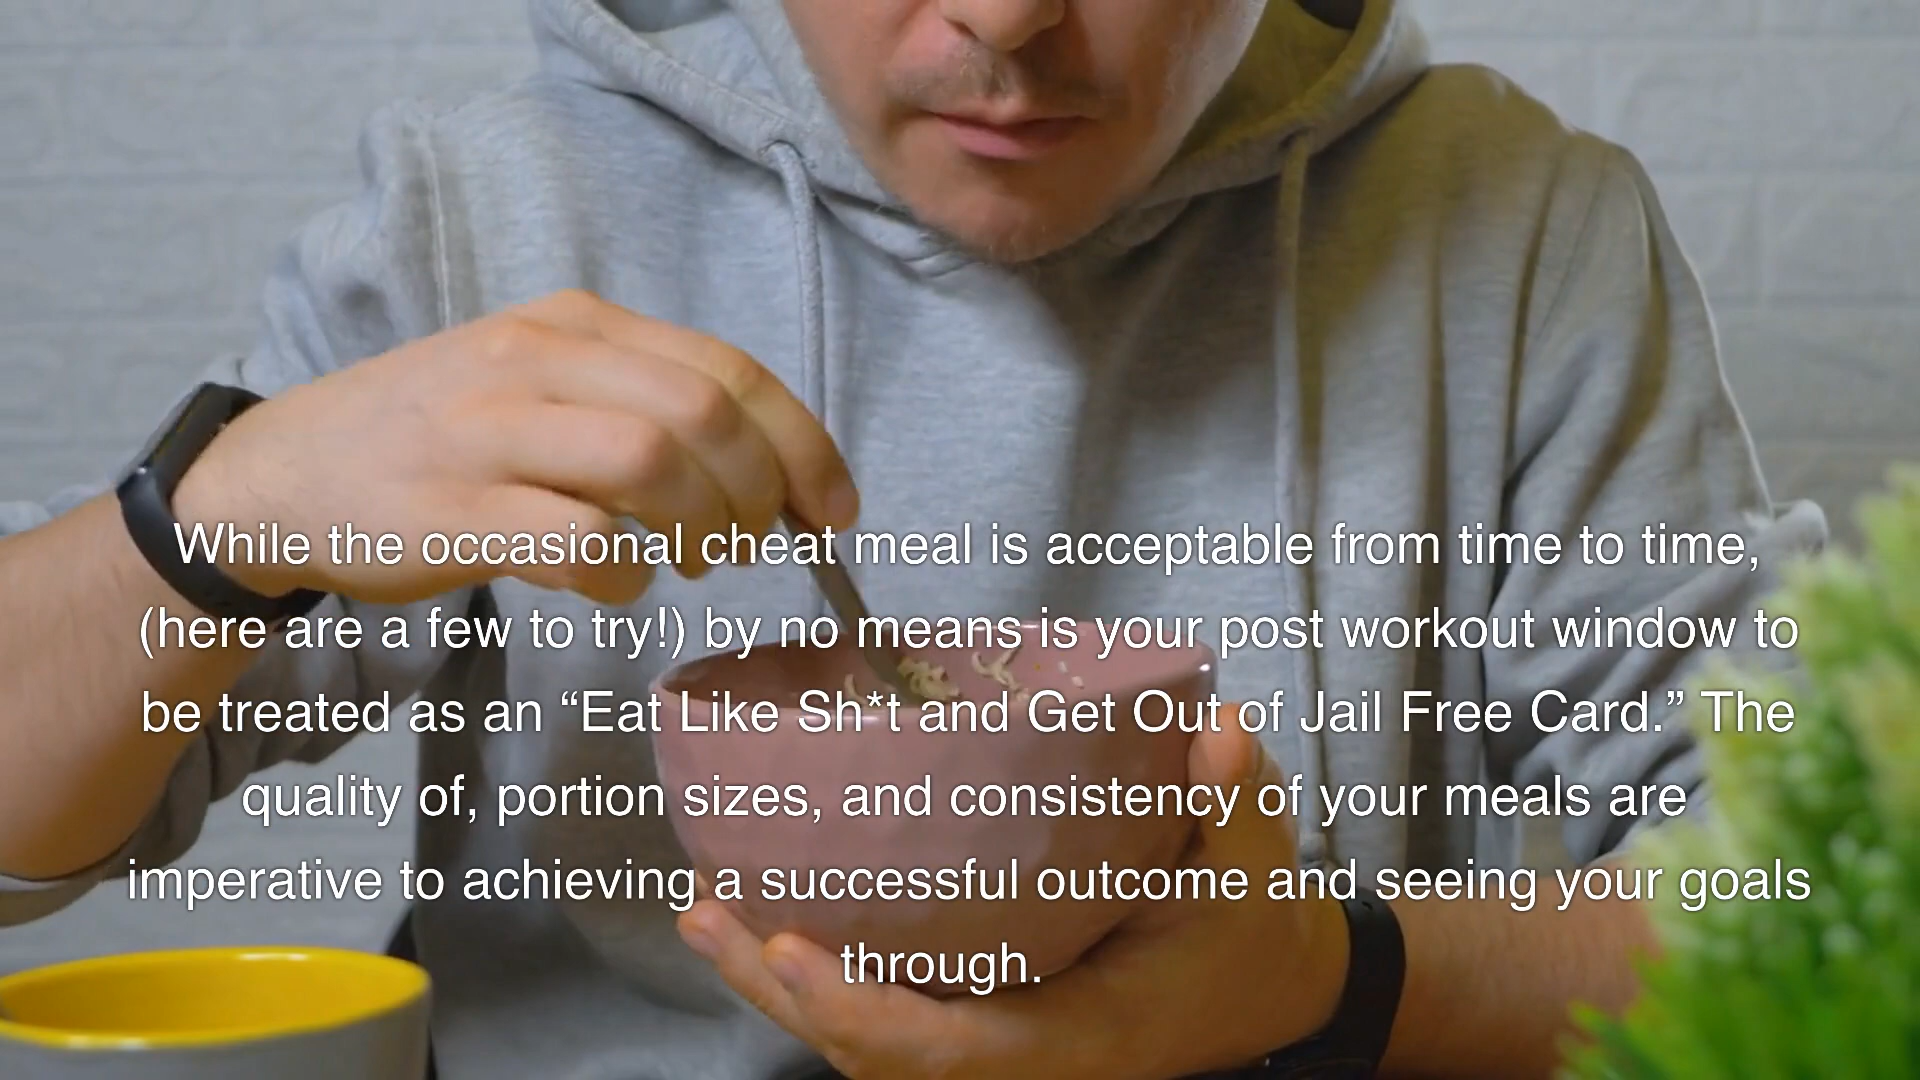 While the occasional cheat meal is acceptable from time to time,
(here are a few to try!) by no means is your post workout window to
be treated as an “Eat Like Sh*t and Get Out of Jail Free Card.” The
quality of, portion sizes, and consistency of your meals are
imperative to achieving a successful outcome and seeing your goals
through.